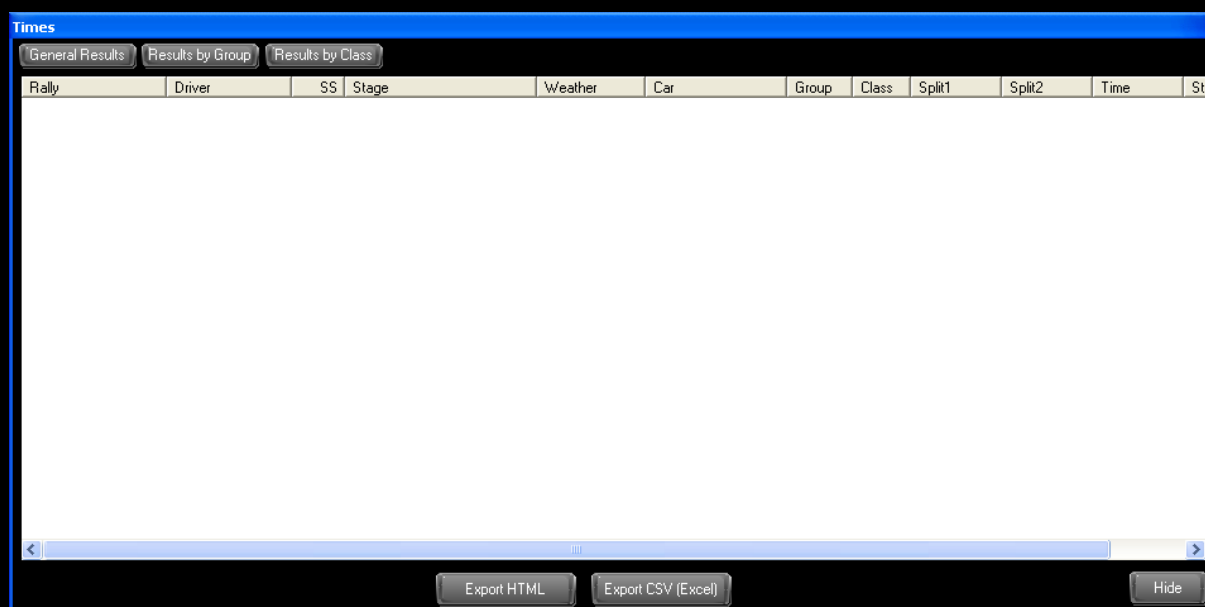 Times
General Results Results by Group Results by Class
Rally Driver SS Stage Weather Car Group Class Split1 Split2 Time St
Export HTML Export CSV (Excel) Hide